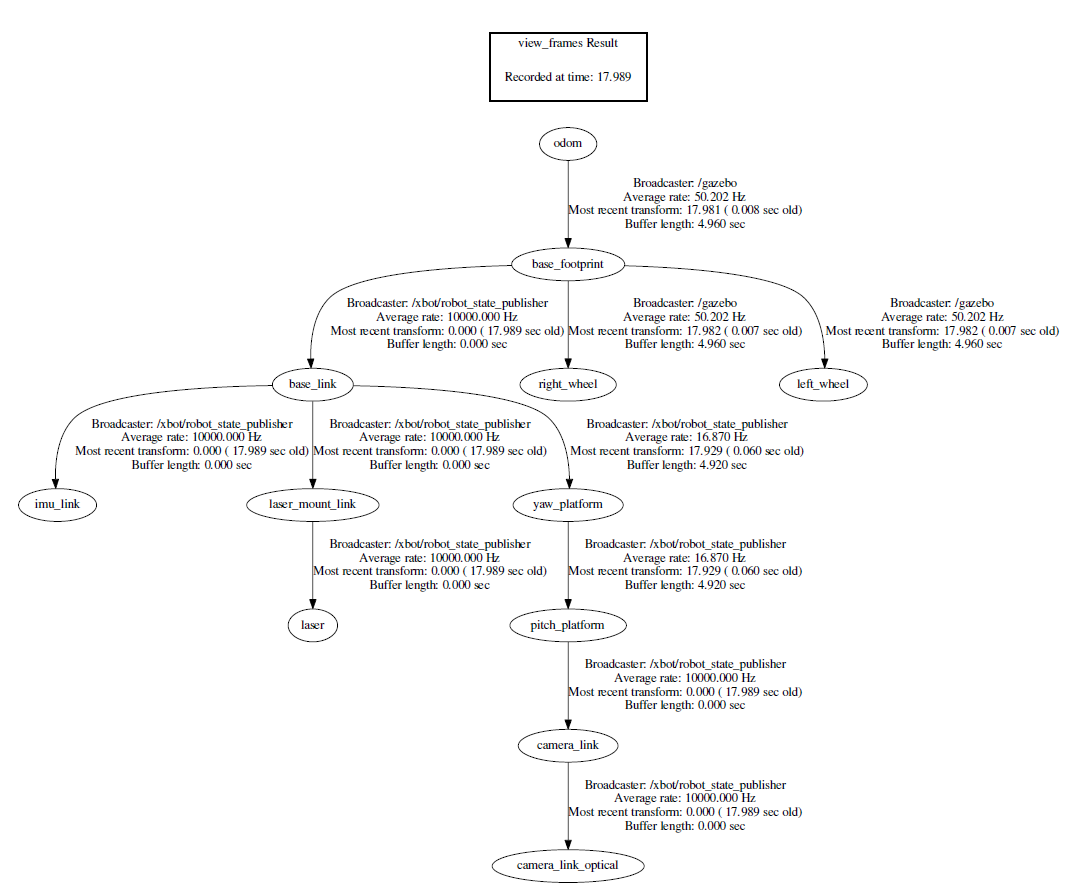 view_frames Result
Recorded at time: 17.989
odom
Broadcaster: /gazebo
Average rate: 50.202 Hz
Most recent transform: 17.981 ( 0.008 sec old)
Buffer length: 4.960 sec
base_footprint
Broadcaster: /xbot/robot_state_publisher
Average rate: 10000.000 Hz
Most recent transform: 0.000 ( 17.989 sec old)
Buffer length: 0.000 sec
Broadcaster: /gazebo
Average rate: 50.202 Hz
Most recent transform: 17.982 ( 0.007 sec old)
Buffer length: 4.960 sec
Broadcaster: /gazebo
Average rate: 50.202 Hz
Most recent transform: 17.982 ( 0.007 sec old)
Buffer length: 4.960 sec
base_link
right_wheel
left_wheel
Broadcaster: /xbot/robot_state_publisher
Average rate: 10000.000 Hz
Most recent transform: 0.000 ( 17.989 sec old)
Buffer length: 0.000 sec
Broadcaster: /xbot/robot_state_publisher
Average rate: 10000.000 Hz
Most recent transform: 0.000 ( 17.989 sec old)
Buffer length: 0.000 sec
Broadcaster: /xbot/robot_state_publisher
Average rate: 16.870 Hz
Most recent transform: 17.929 ( 0.060 sec old)
Buffer length: 4.920 sec
imu_link
laser_mount_link
yaw_platform
Broadcaster: /xbot/robot_state_publisher
Average rate: 10000.000 Hz
Most recent transform: 0.000 ( 17.989 sec old)
Buffer length: 0.000 sec
Broadcaster: /xbot/robot_state_publisher
Average rate: 16.870 Hz
Most recent transform: 17.929 ( 0.060 sec old)
Buffer length: 4.920 sec
laser
pitch_platform
Broadcaster: /xbot/robot_state_publisher
Average rate: 10000.000 Hz
Most recent transform: 0.000 ( 17.989 sec old)
Buffer length: 0.000 sec
camera_link
Broadcaster: /xbot/robot_state_publisher
Average rate: 10000.000 Hz
Most recent transform: 0.000 ( 17.989 sec old)
Buffer length: 0.000 sec
camera_link_optical